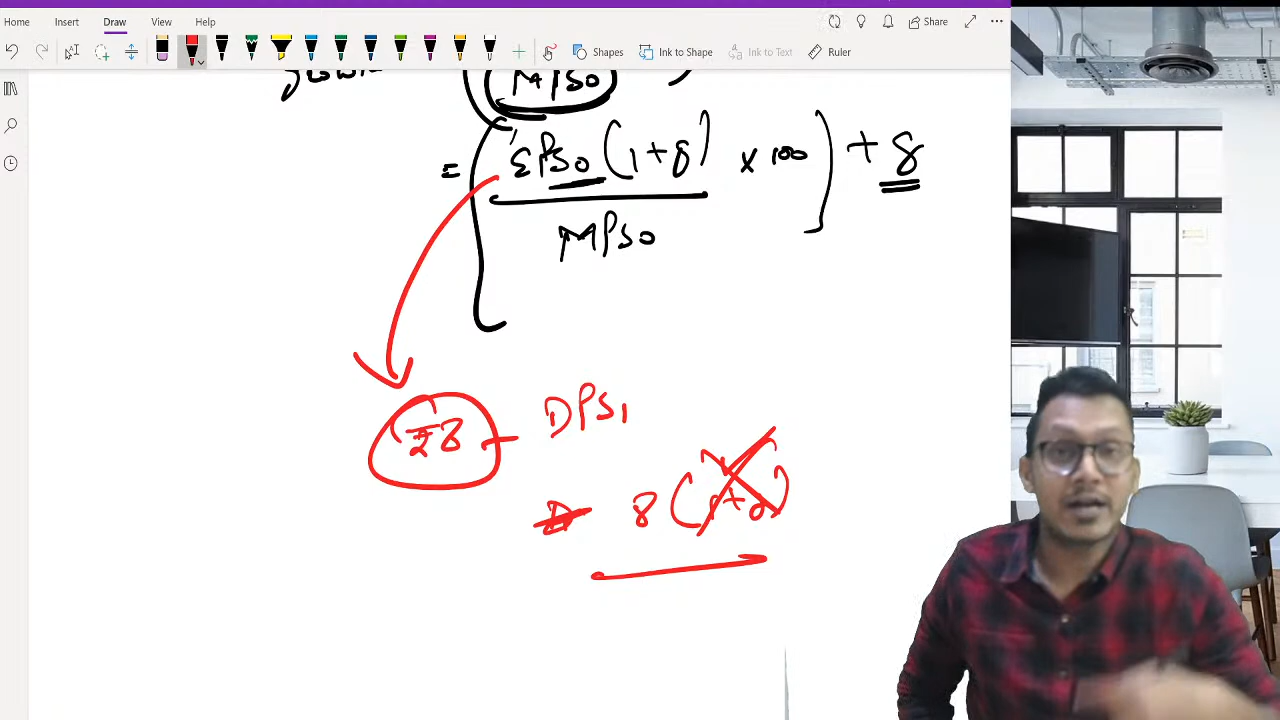 Home Insert Draw View Help Share
Shapes Ink to Shape Ink to Text Ruler
MPS0
= EPS0 (1+g) x 100 + g
MPS0
₹8 - DPS1
8 (1+g)